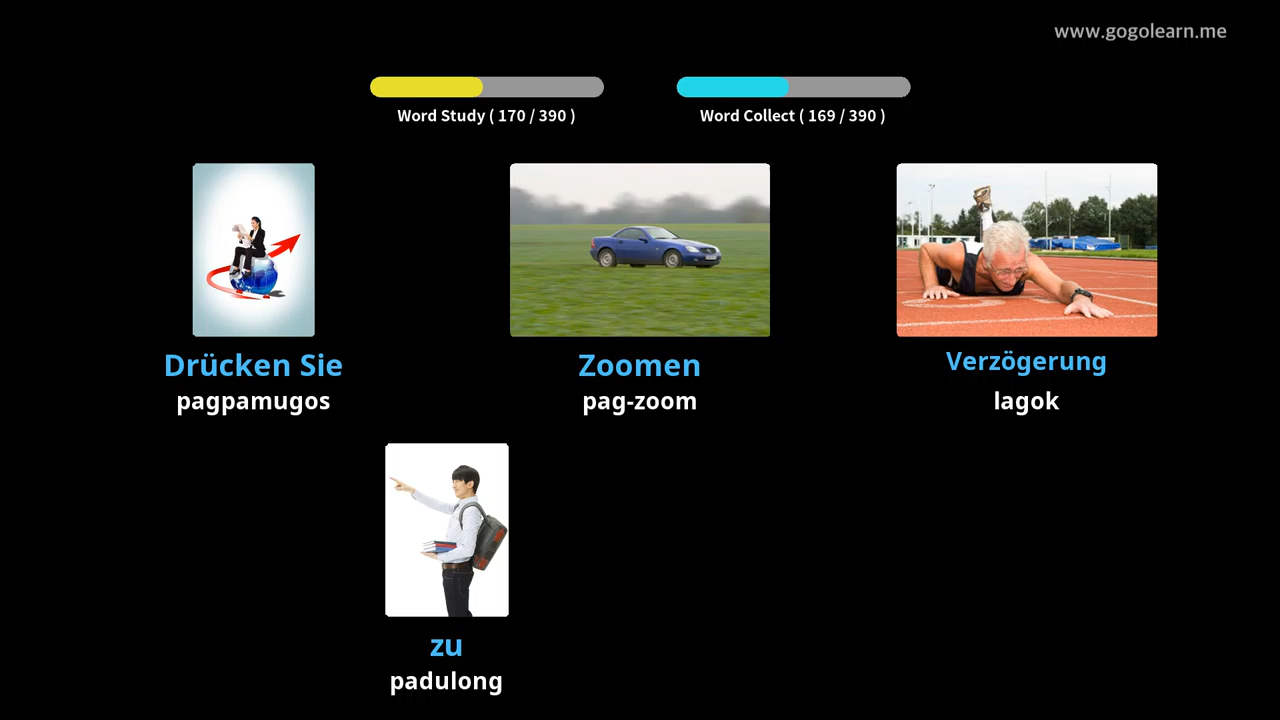 www.gogolearn.me
Word Study ( 170 / 390 )
Word Collect ( 169 / 390 )
Drücken Sie
pagpamugos
Zoomen
pag-zoom
Verzögerung
lagok
zu
padulong